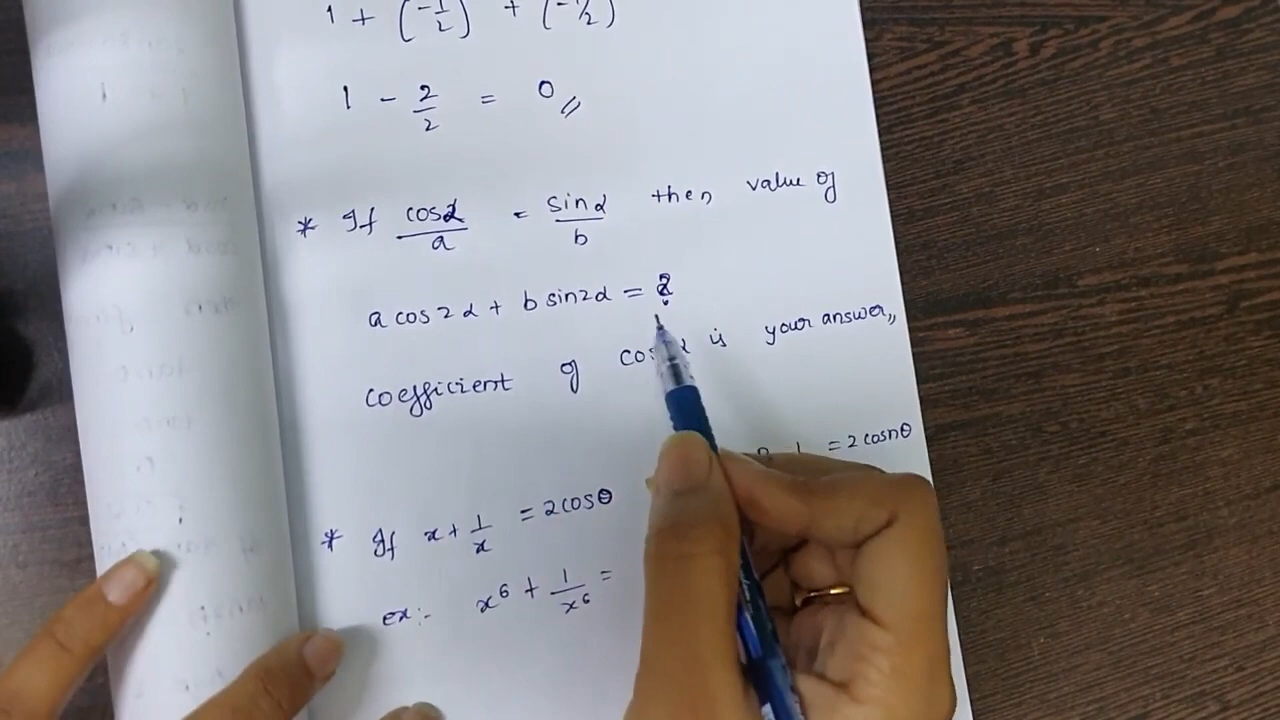 1 + (-1/2) + (-1/2)
1 - 2/2 = 0
* If cosα/a = sinα/b then value of
a cos2α + b sin2α = ?
coefficient of is your answer,,
* If x + 1/x = 2cosθ = 2cosnθ
ex:- x⁶ + 1/x⁶ =